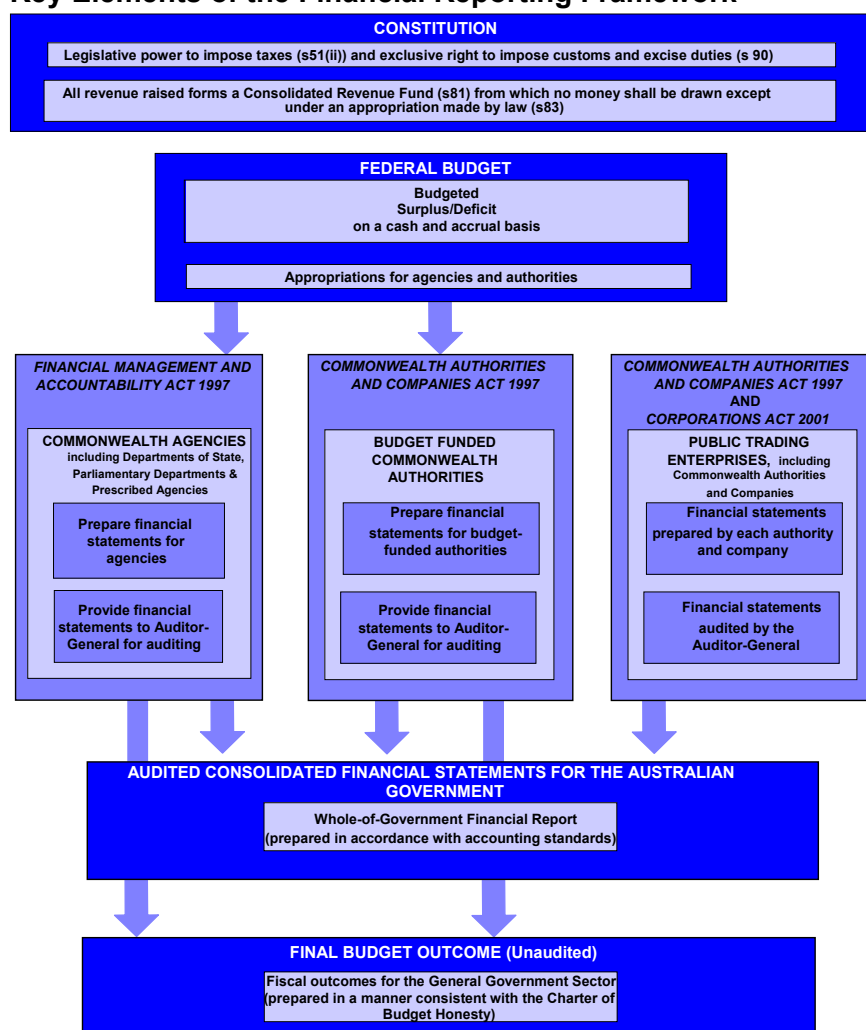 Key Elements of the Financial Reporting Framework
CONSTITUTION
Legislative power to impose taxes (s51(ii)) and exclusive right to impose customs and excise duties (s 90)
All revenue raised forms a Consolidated Revenue Fund (s81) from which no money shall be drawn except
under an appropriation made by law (s83)
FEDERAL BUDGET
Budgeted
Surplus/Deficit
on a cash and accrual basis
Appropriations for agencies and authorities
FINANCIAL MANAGEMENT AND
ACCOUNTABILITY ACT 1997
COMMONWEALTH AGENCIES
including Departments of State,
Parliamentary Departments &
Prescribed Agencies
Prepare financial
statements for
agencies
Provide financial
statements to Auditor-
General for auditing
COMMONWEALTH AUTHORITIES
AND COMPANIES ACT 1997
BUDGET FUNDED
COMMONWEALTH
AUTHORITIES
Prepare financial
statements for budget-
funded authorities
Provide financial
statements to Auditor-
General for auditing
COMMONWEALTH AUTHORITIES
AND COMPANIES ACT 1997
AND
CORPORATIONS ACT 2001
PUBLIC TRADING
ENTERPRISES, including
Commonwealth Authorities
and Companies
Financial statements
prepared by each authority
and company
Financial statements
audited by the
Auditor-General
AUDITED CONSOLIDATED FINANCIAL STATEMENTS FOR THE AUSTRALIAN
GOVERNMENT
Whole-of-Government Financial Report
(prepared in accordance with accounting standards)
FINAL BUDGET OUTCOME (Unaudited)
Fiscal outcomes for the General Government Sector
(prepared in a manner consistent with the Charter of
Budget Honesty)